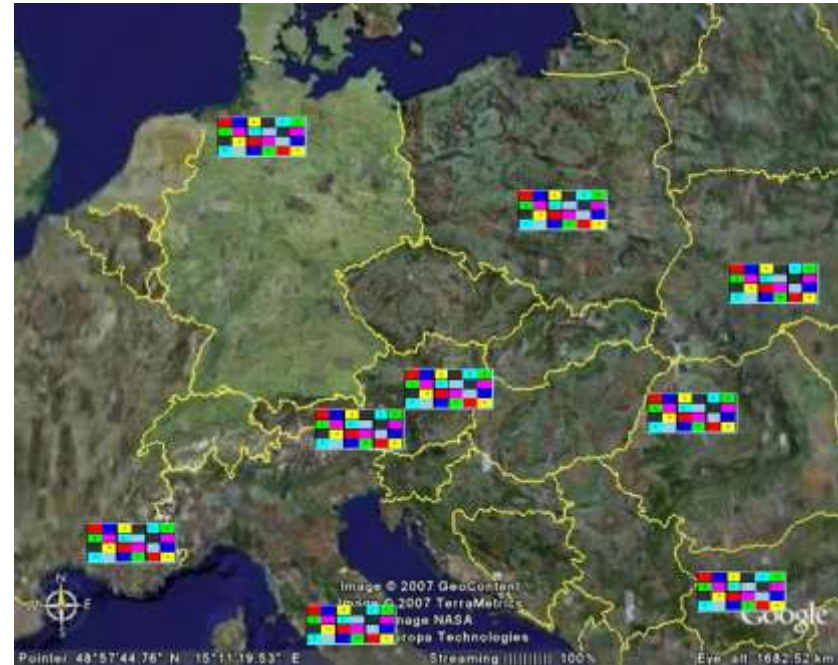 N
E
Image © 2007 GeoContent
Image © 2007 TerraMetrics
Image NASA
Europa Technologies
Google
Pointer 48°57'44.76" N 15°11'19.53" E Streaming |||||||||| 100% Eye alt 1682.52 km